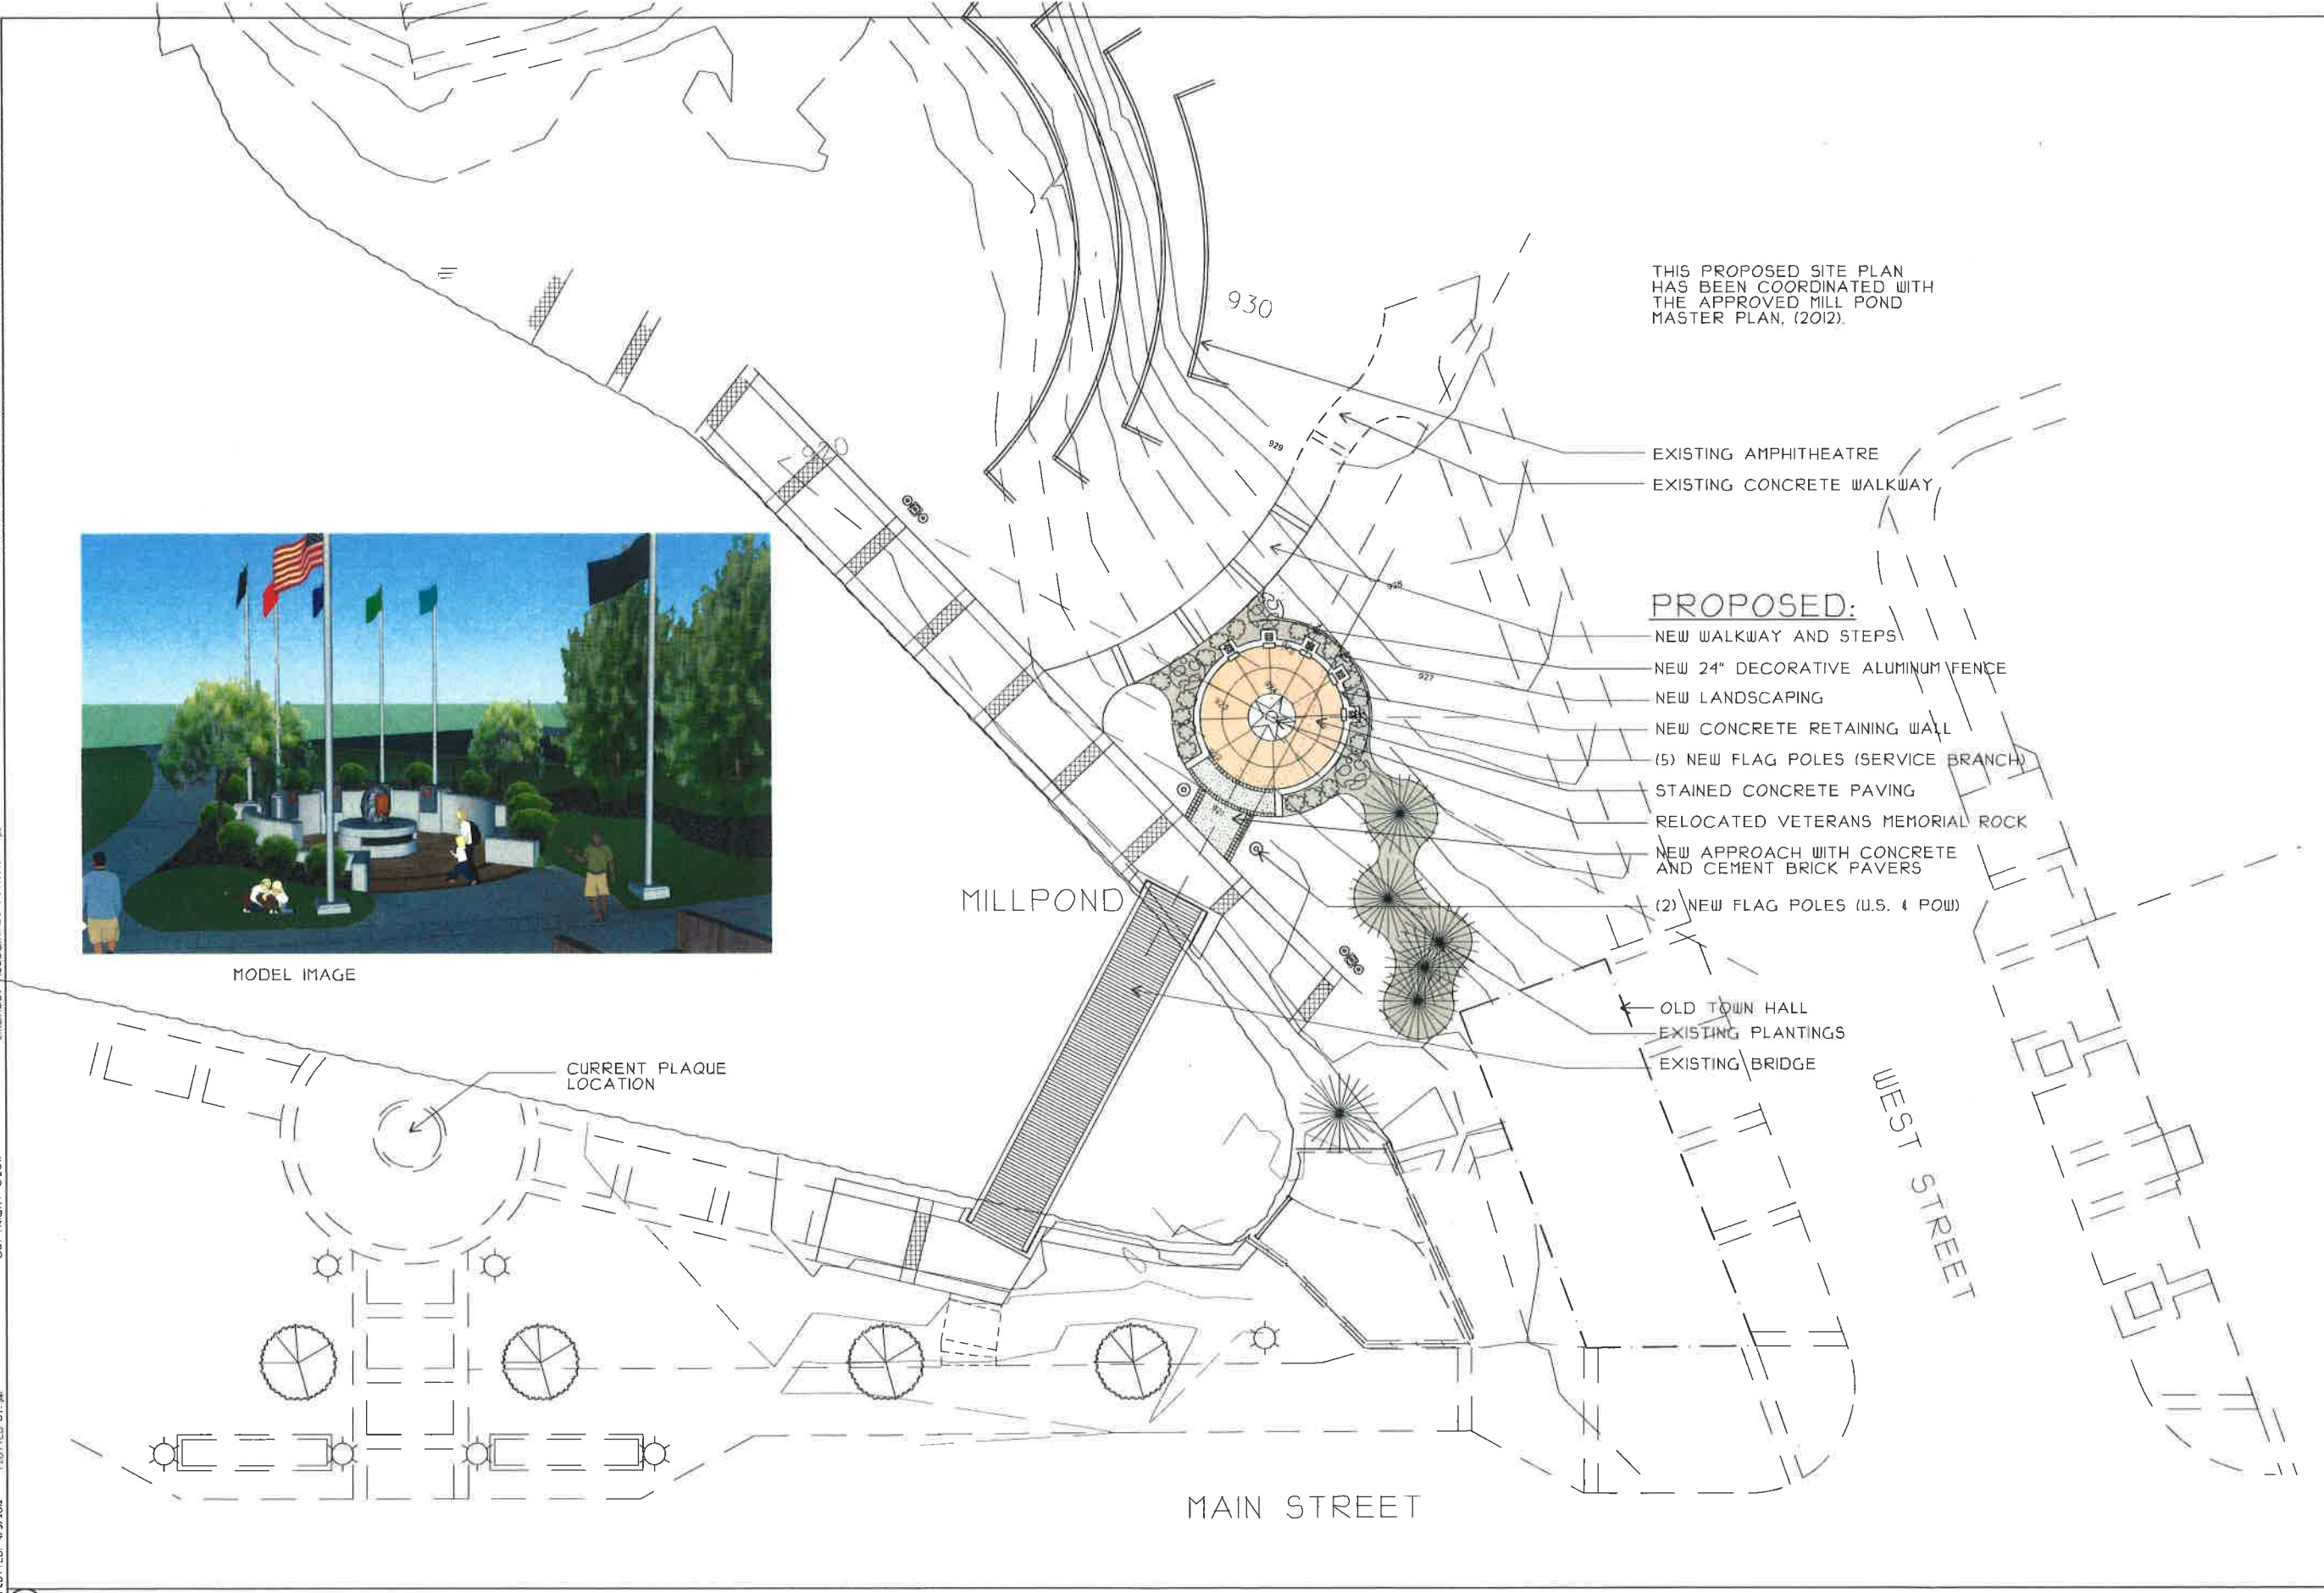 THIS PROPOSED SITE PLAN
HAS BEEN COORDINATED WITH
THE APPROVED MILL POND
MASTER PLAN, (2012).
930
929
920
EXISTING AMPHITHEATRE
EXISTING CONCRETE WALKWAY
928
PROPOSED:
NEW WALKWAY AND STEPS
NEW 24" DECORATIVE ALUMINUM FENCE
927
NEW LANDSCAPING
NEW CONCRETE RETAINING WALL
(5) NEW FLAG POLES (SERVICE BRANCH)
STAINED CONCRETE PAVING
RELOCATED VETERANS MEMORIAL ROCK
NEW APPROACH WITH CONCRETE
AND CEMENT BRICK PAVERS
(2) NEW FLAG POLES (U.S. & POW)
MILLPOND
MODEL IMAGE
OLD TOWN HALL
EXISTING PLANTINGS
EXISTING BRIDGE
CURRENT PLAQUE
LOCATION
WEST STREET
MAIN STREET